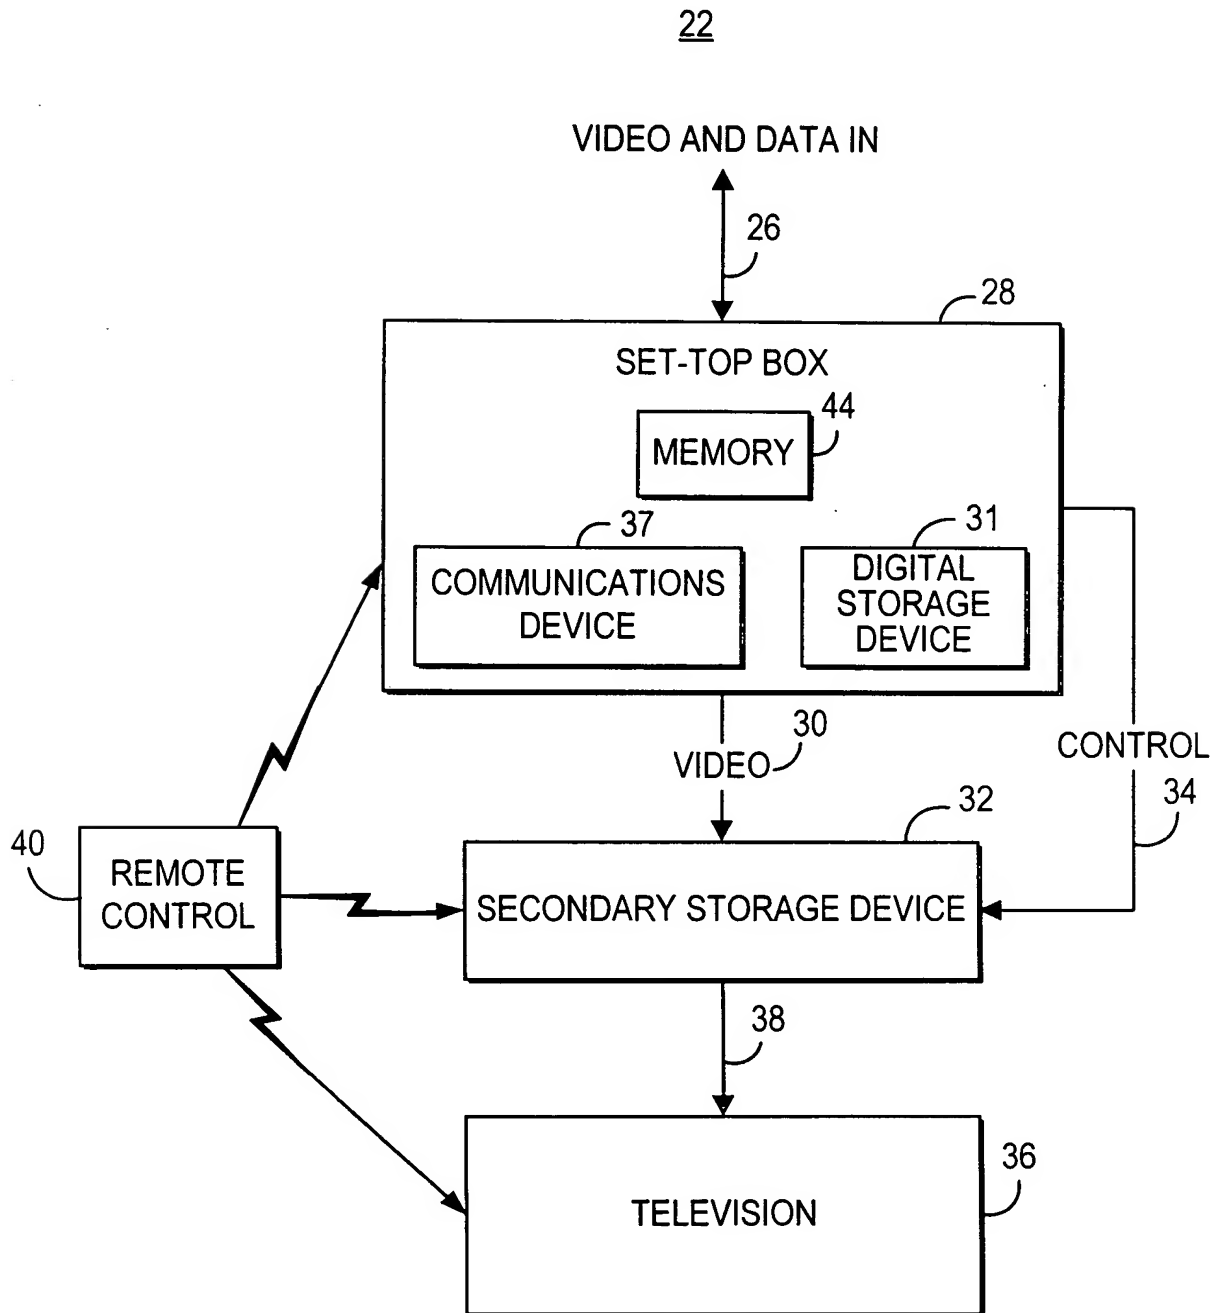 22
VIDEO AND DATA IN
26
28
SET-TOP BOX
44
MEMORY
37
31
COMMUNICATIONS
DEVICE
DIGITAL
STORAGE
DEVICE
30
VIDEO
CONTROL
34
32
40
REMOTE
CONTROL
SECONDARY STORAGE DEVICE
38
36
TELEVISION